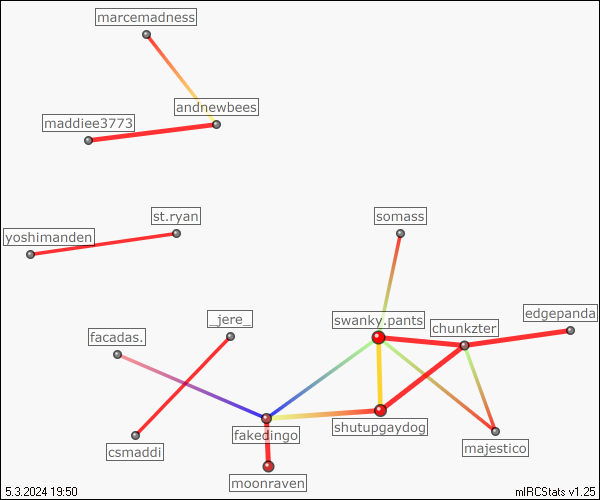 marcemadness
andnewbees
maddiee3773
st.ryan
somass
yoshimanden
edgepanda
_jere_
swanky.pants
chunkzter
facadas.
shutupgaydog
fakedingo
majestico
csmaddi
moonraven
5.3.2024 19:50
mIRCStats v1.25